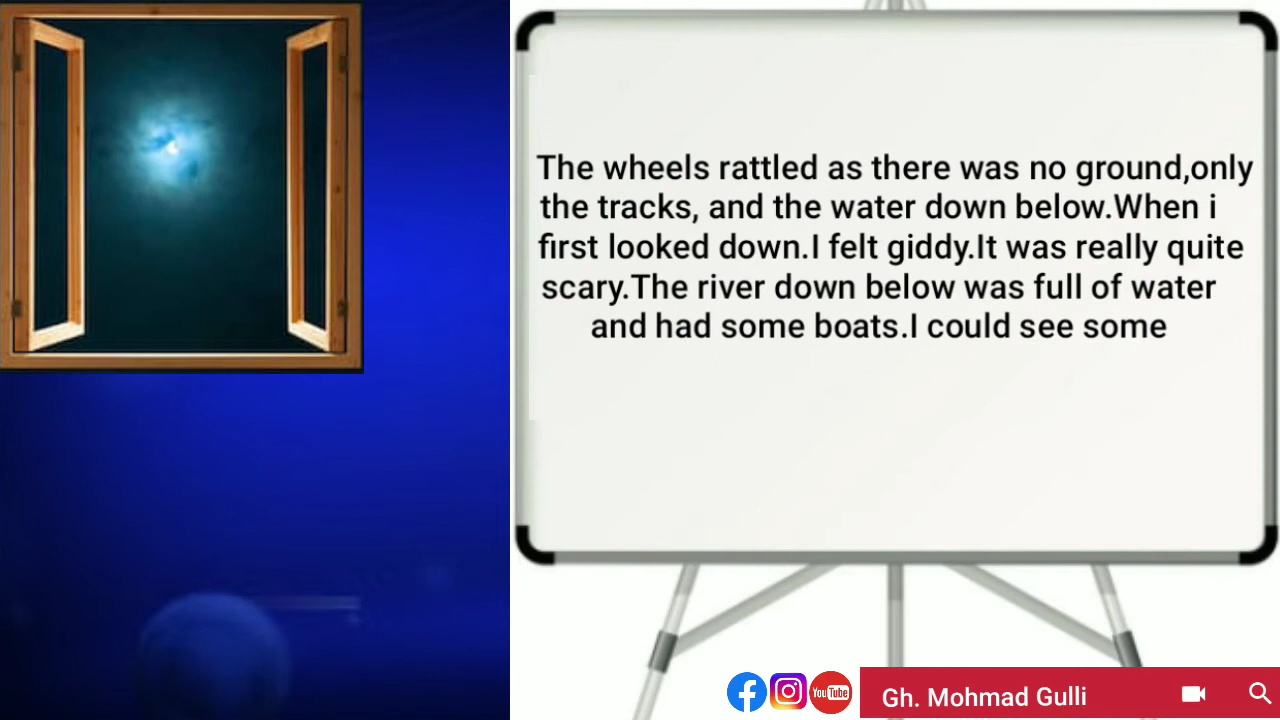 The wheels rattled as there was no ground,only
the tracks, and the water down below.When i
first looked down.I felt giddy.It was really quite
scary.The river down below was full of water
and had some boats.I could see some
You Tube
Gh. Mohmad Gulli